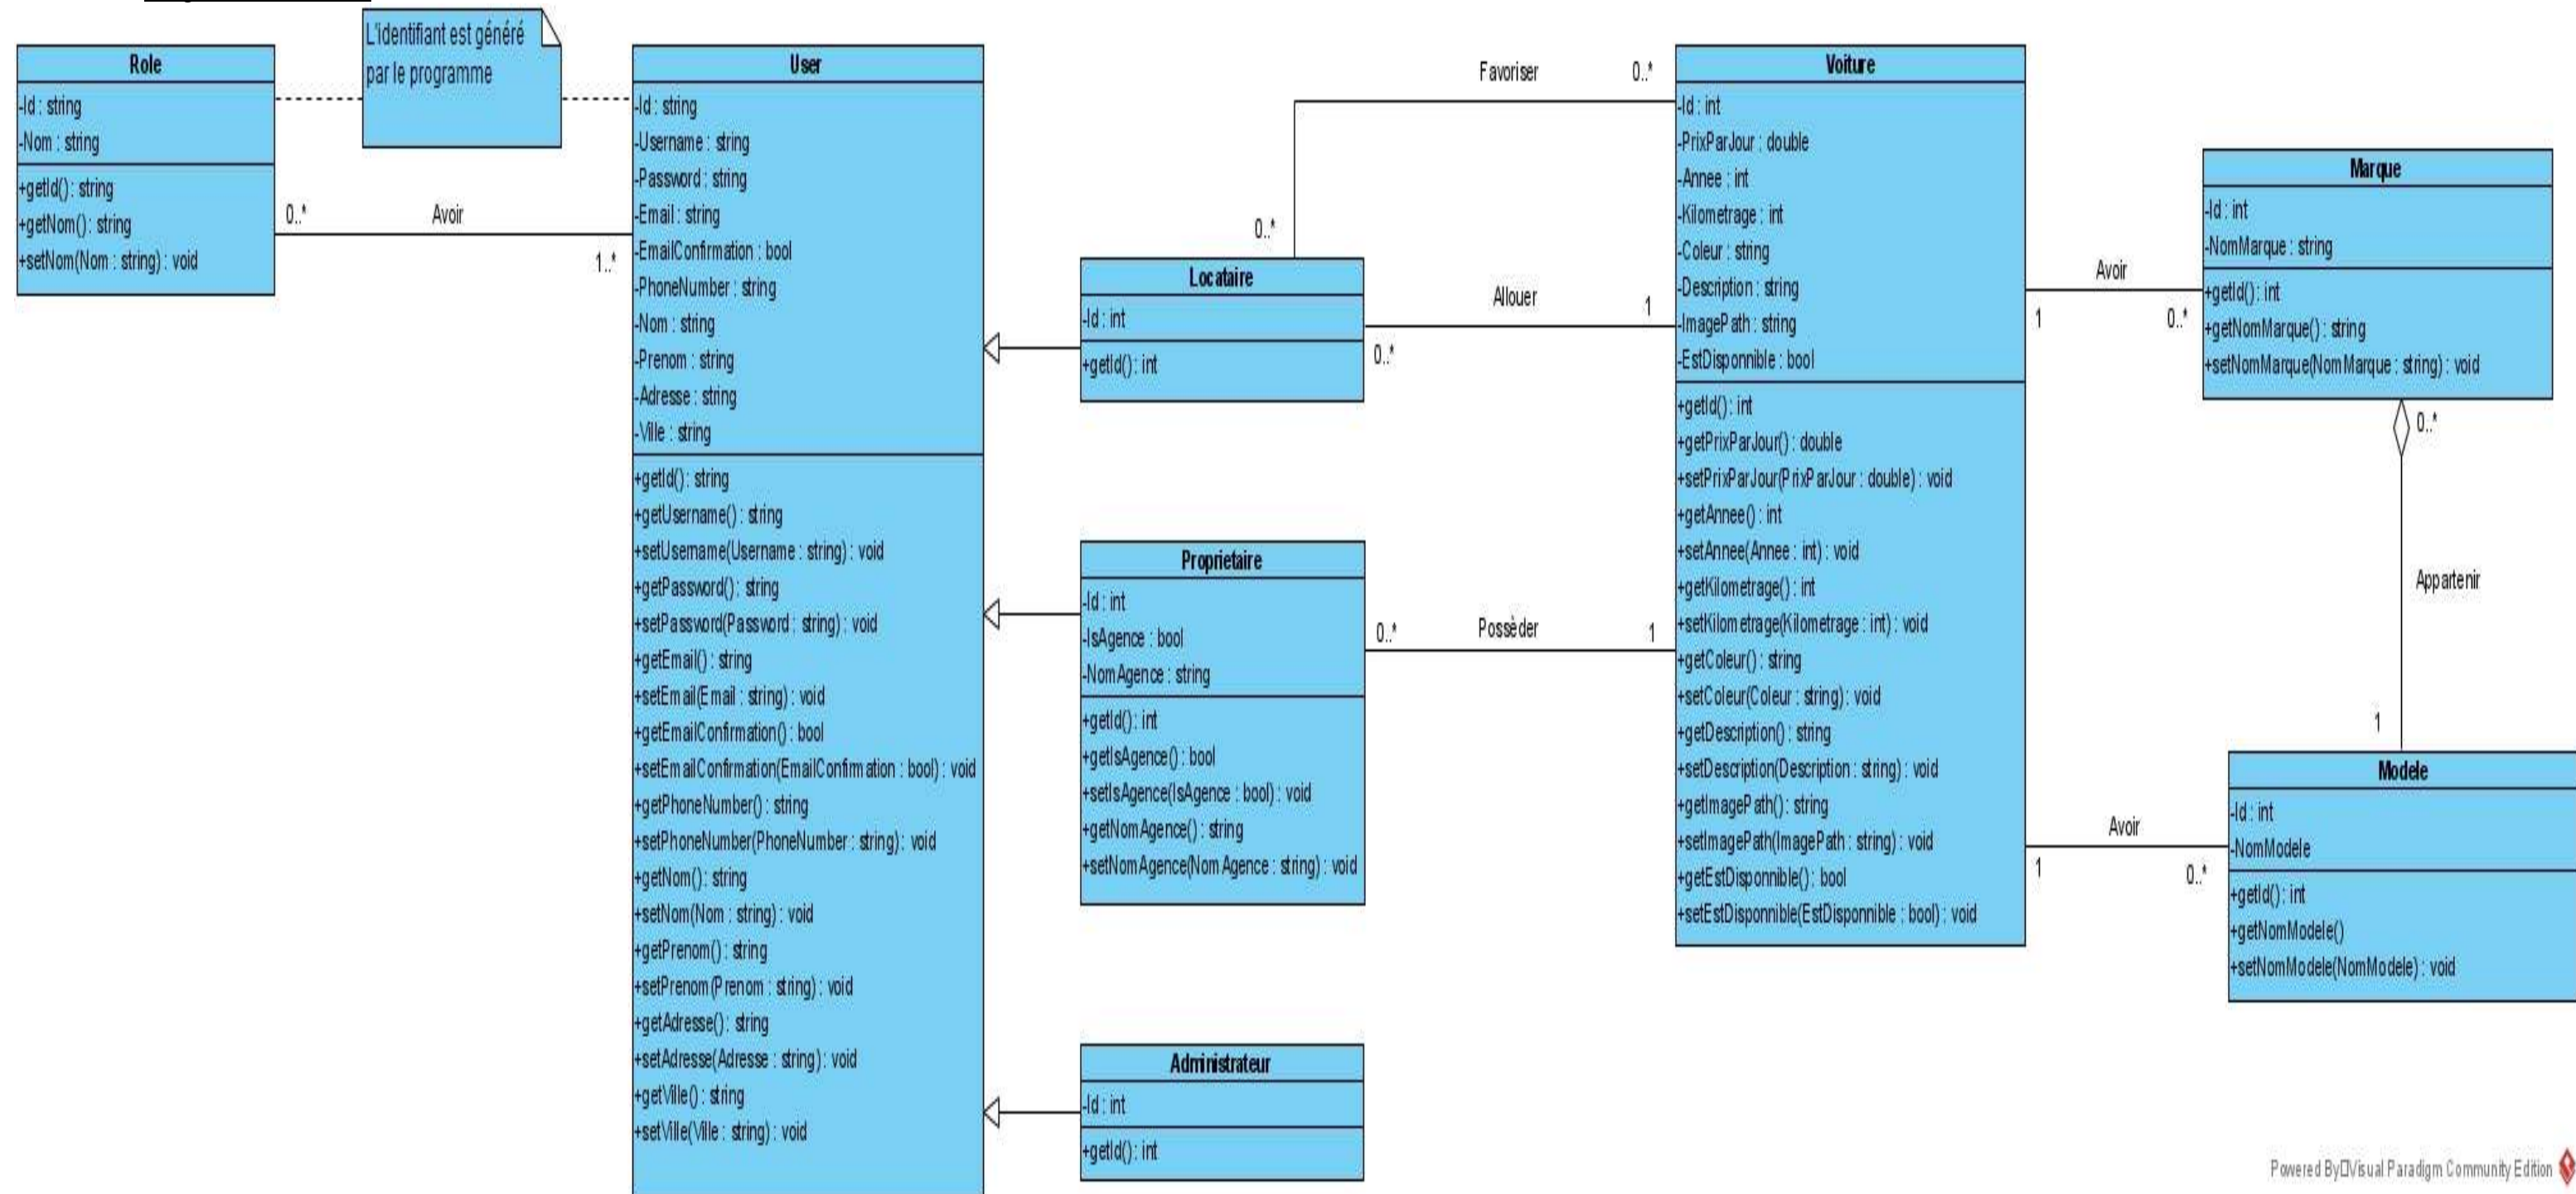 Role
-Id : string
-Nom : string
+getId() : string
+getNom() : string
+setNom(Nom : string) : void
L'identifiant est généré
par le programme
0..*
Avoir
1..*
User
-Id : string
-Username : string
-Password : string
-Email : string
-EmailConfirmation : bool
-PhoneNumber : string
-Nom : string
-Prenom : string
-Adresse : string
-Ville : string
+getId() : string
+getUsername() : string
+setUsername(Username : string) : void
+getPassword() : string
+setPassword(Password : string) : void
+getEmail() : string
+setEmail(Email : string) : void
+getEmailConfirmation() : bool
+setEmailConfirmation(EmailConfirmation : bool) : void
+getPhoneNumber() : string
+setPhoneNumber(PhoneNumber : string) : void
+getNom() : string
+setNom(Nom : string) : void
+getPrenom() : string
+setPrenom(Prenom : string) : void
+getAdresse() : string
+setAdresse(Adresse : string) : void
+getVille() : string
+setVille(Ville : string) : void
Favoriser
0..*
0..*
Locataire
-Id : int
+getId() : int
Allouer
1
0..*
Proprietaire
-Id : int
-IsAgence : bool
-NomAgence : string
+getId() : int
+getIsAgence() : bool
+setIsAgence(IsAgence : bool) : void
+getNomAgence() : string
+setNomAgence(NomAgence : string) : void
0..*
Possèder
1
Administrateur
-Id : int
+getId() : int
Voiture
-Id : int
-PrixParJour : double
-Annee : int
-Kilometrage : int
-Coleur : string
-Description : string
-ImagePath : string
-EstDisponnible : bool
+getId() : int
+getPrixParJour() : double
+setPrixParJour(PrixParJour : double) : void
+getAnnee() : int
+setAnnee(Annee : int) : void
+getKilometrage() : int
+setKilometrage(Kilometrage : int) : void
+getColeur() : string
+setColeur(Coleur : string) : void
+getDescription() : string
+setDescription(Description : string) : void
+getImagePath() : string
+setImagePath(ImagePath : string) : void
+getEstDisponnible() : bool
+setEstDisponnible(EstDisponnible : bool) : void
Avoir
1
0..*
Marque
-Id : int
-NomMarque : string
+getId() : int
+getNomMarque() : string
+setNomMarque(NomMarque : string) : void
0..*
Appartenir
1
Avoir
1
0..*
Modele
-Id : int
-NomModele
+getId() : int
+getNomModele()
+setNomModele(NomModele) : void
Powered By Visual Paradigm Community Edition